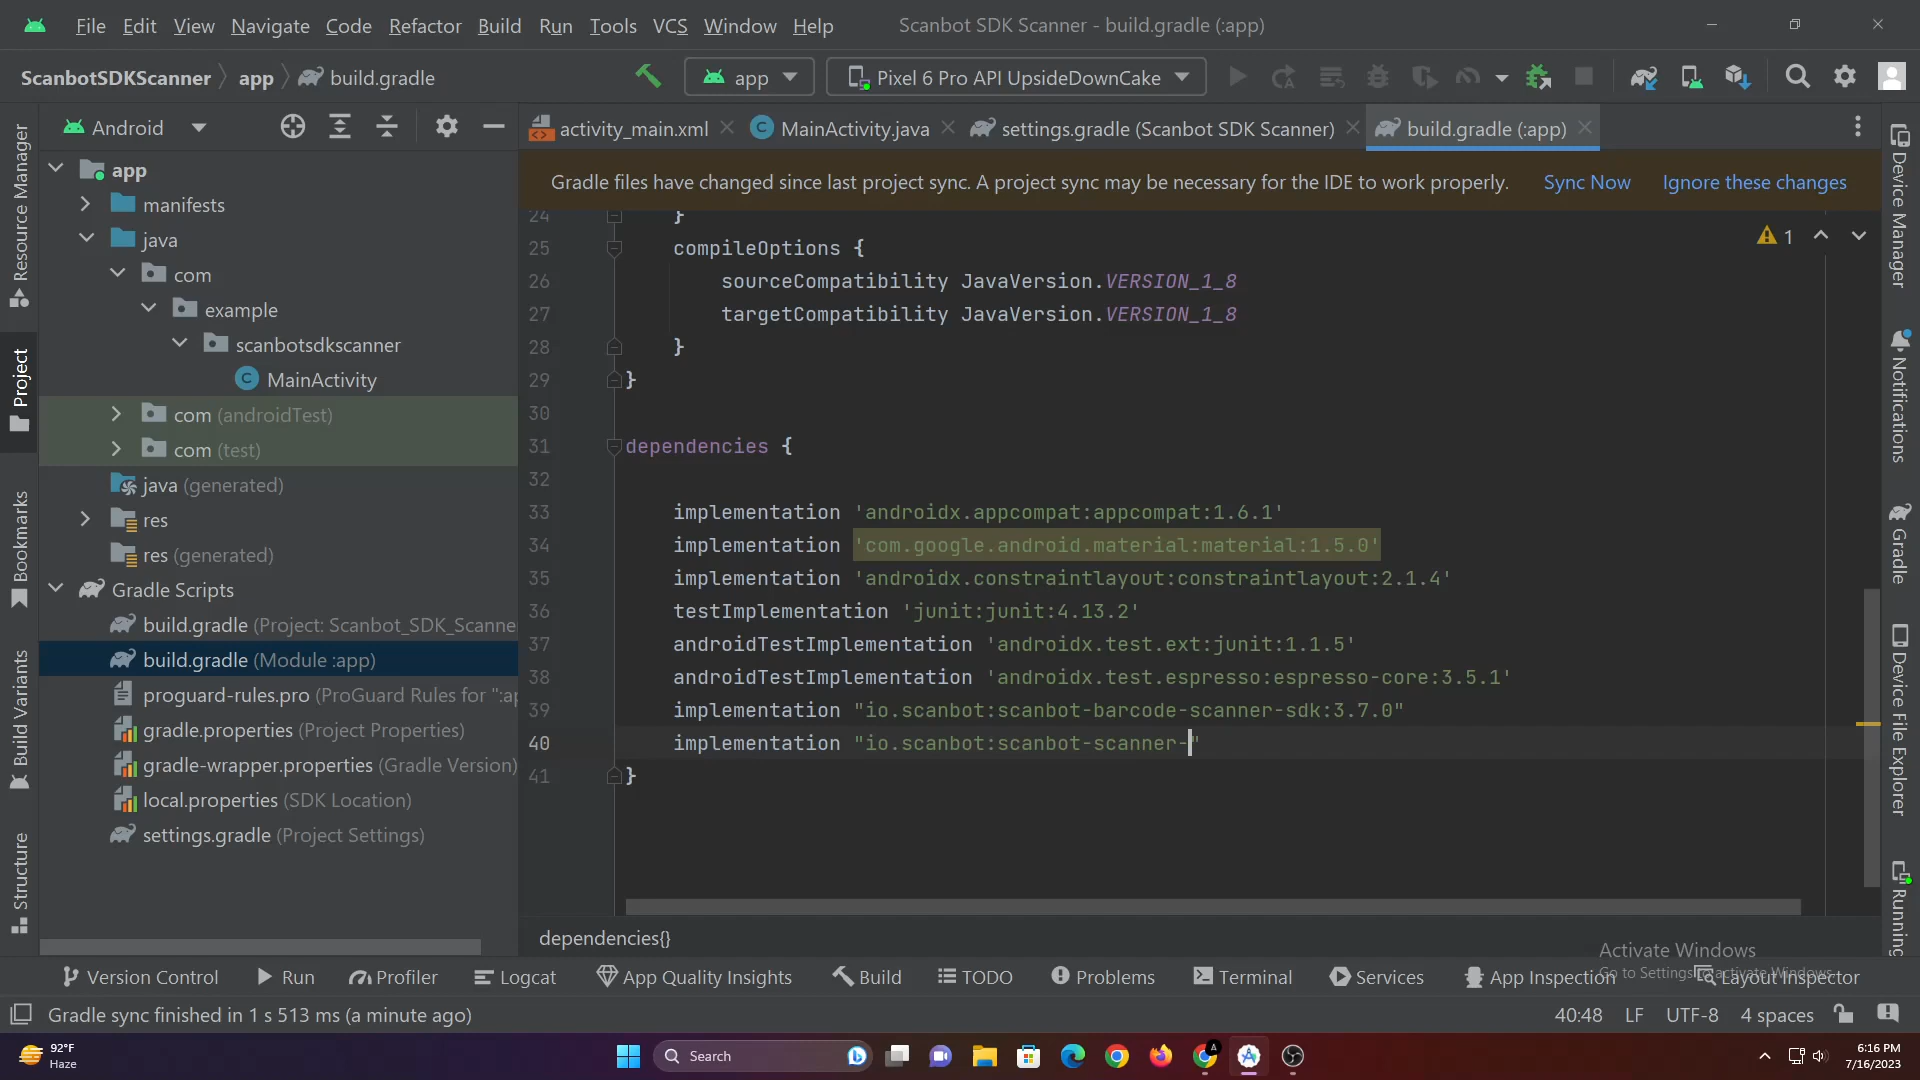 File Edit View Navigate Code Refactor Build Run Tools VCS Window Help
Scanbot SDK Scanner - build.gradle (:app)
ScanbotSDKScanner app build.gradle
app
Pixel 6 Pro API UpsideDownCake
Android
activity_main.xml
MainActivity.java
settings.gradle (Scanbot SDK Scanner)
build.gradle (:app)
Gradle files have changed since last project sync. A project sync may be necessary for the IDE to work properly.
Sync Now
Ignore these changes
Resource Manager
Project
Bookmarks
Build Variants
Structure
app
manifests
java
com
example
scanbotsdkscanner
MainActivity
com (androidTest)
com (test)
java (generated)
res
res (generated)
Gradle Scripts
build.gradle (Project: Scanbot_SDK_Scanne
build.gradle (Module :app)
proguard-rules.pro (ProGuard Rules for ":ap
gradle.properties (Project Properties)
gradle-wrapper.properties (Gradle Version)
local.properties (SDK Location)
settings.gradle (Project Settings)
1
24 }
25 compileOptions {
26 sourceCompatibility JavaVersion.VERSION_1_8
27 targetCompatibility JavaVersion.VERSION_1_8
28 }
29 }
30
31 dependencies {
32
33 implementation 'androidx.appcompat:appcompat:1.6.1'
34 implementation 'com.google.android.material:material:1.5.0'
35 implementation 'androidx.constraintlayout:constraintlayout:2.1.4'
36 testImplementation 'junit:junit:4.13.2'
37 androidTestImplementation 'androidx.test.ext:junit:1.1.5'
38 androidTestImplementation 'androidx.test.espresso:espresso-core:3.5.1'
39 implementation "io.scanbot:scanbot-barcode-scanner-sdk:3.7.0"
40 implementation "io.scanbot:scanbot-scanner-"
41 }
dependencies{}
Device Manager
Notifications
Gradle
Device File Explorer
Running
Activate Windows
Go to Settings to activate Windows.
Version Control Run Profiler Logcat App Quality Insights Build TODO Problems Terminal Services App Inspection Layout Inspector
Gradle sync finished in 1 s 513 ms (a minute ago)
40:48 LF UTF-8 4 spaces
92°F
Haze
Search
6:16 PM
7/16/2023